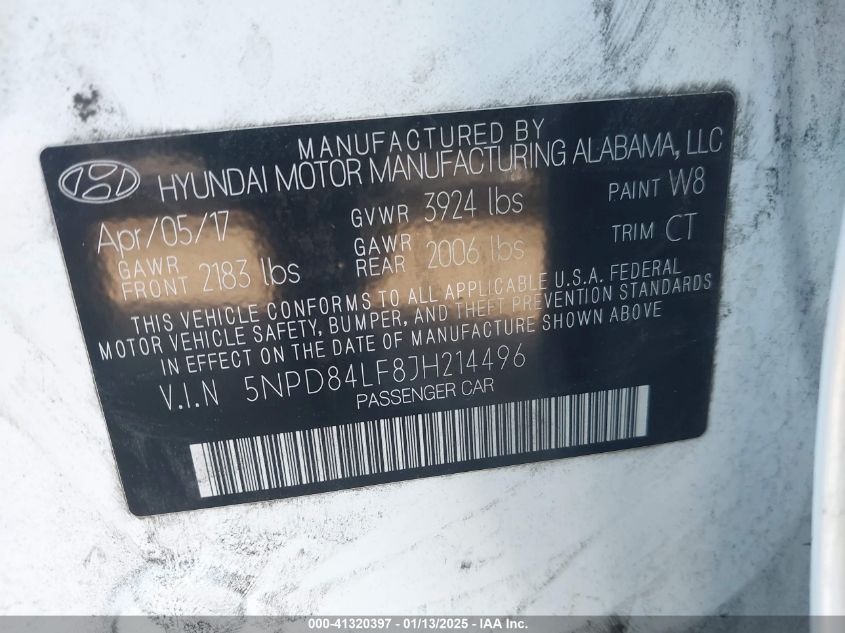 MANUFACTURED BY
HYUNDAI MOTOR MANUFACTURING ALABAMA, LLC
Apr/05/17 GVWR 3924 lbs PAINT W8
GAWR FRONT 2183 lbs GAWR REAR 2006 lbs TRIM CT
THIS VEHICLE CONFORMS TO ALL APPLICABLE U.S.A. FEDERAL
MOTOR VEHICLE SAFETY, BUMPER, AND THEFT PREVENTION STANDARDS
IN EFFECT ON THE DATE OF MANUFACTURE SHOWN ABOVE
V.I.N 5NPD84LF8JH214496
PASSENGER CAR
000-41320397 - 01/13/2025 - IAA Inc.